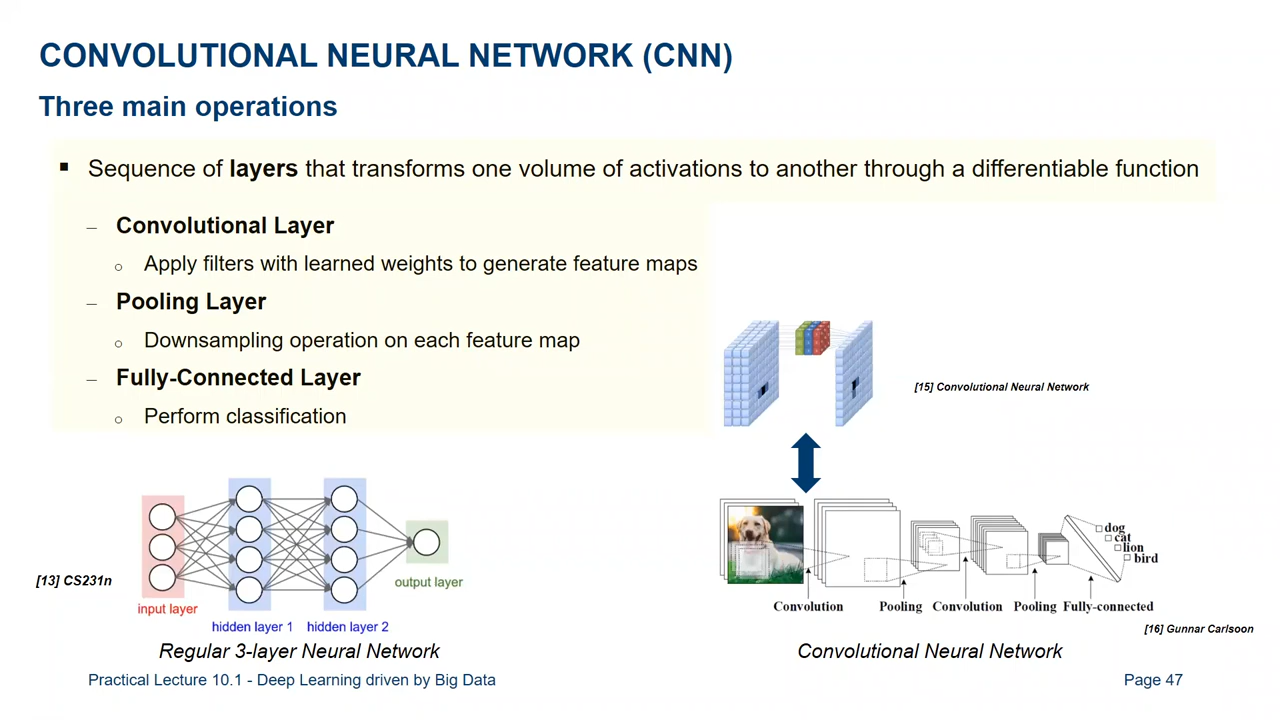 CONVOLUTIONAL NEURAL NETWORK (CNN)
Three main operations
▪ Sequence of layers that transforms one volume of activations to another through a differentiable function
– Convolutional Layer
o Apply filters with learned weights to generate feature maps
– Pooling Layer
o Downsampling operation on each feature map
– Fully-Connected Layer
o Perform classification
[15] Convolutional Neural Network
[13] CS231n
input layer
hidden layer 1
hidden layer 2
output layer
Regular 3-layer Neural Network
dog
cat
lion
bird
Convolution
Pooling
Convolution
Pooling
Fully-connected
[16] Gunnar Carlsoon
Convolutional Neural Network
Practical Lecture 10.1 - Deep Learning driven by Big Data
Page 47